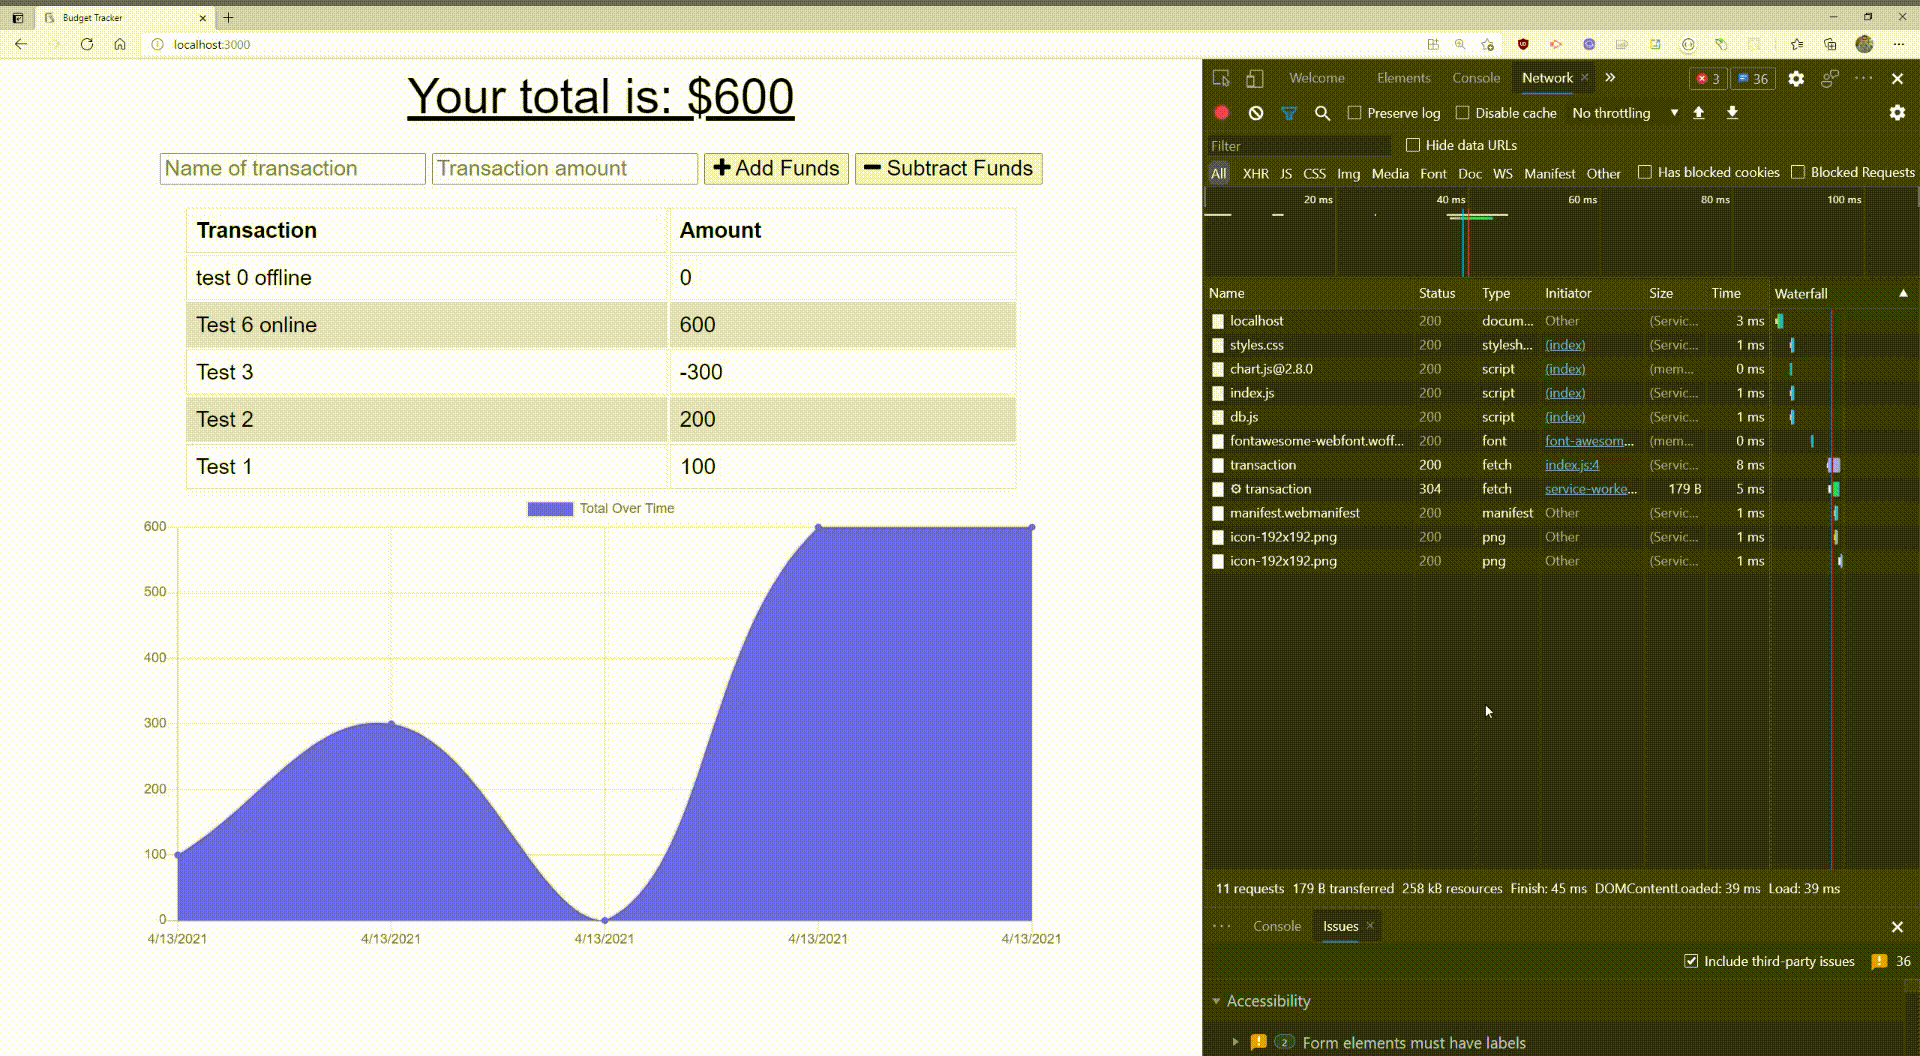 Budget Tracker
localhost:3000
Your total is: $600
Name of transaction
Transaction amount
Add Funds
Subtract Funds
Transaction Amount
test 0 offline 0
Test 6 online 600
Test 3 -300
Test 2 200
Test 1 100
Total Over Time
600
500
400
300
200
100
0
4/13/2021 4/13/2021 4/13/2021 4/13/2021 4/13/2021
Welcome Elements Console Network 3 36
Preserve log Disable cache No throttling
Filter Hide data URLs
All XHR JS CSS Img Media Font Doc WS Manifest Other Has blocked cookies Blocked Requests
20 ms 40 ms 60 ms 80 ms 100 ms
Name Status Type Initiator Size Time Waterfall
localhost 200 docum... Other (Servic... 3 ms
styles.css 200 stylesh... (index) (Servic... 1 ms
chart.js@2.8.0 200 script (index) (mem... 0 ms
index.js 200 script (index) (Servic... 1 ms
db.js 200 script (index) (Servic... 1 ms
fontawesome-webfont.woff... 200 font font-awesom... (mem... 0 ms
transaction 200 fetch index.js:4 (Servic... 8 ms
transaction 304 fetch service-worke... 179 B 5 ms
manifest.webmanifest 200 manifest Other (Servic... 1 ms
icon-192x192.png 200 png Other (Servic... 1 ms
icon-192x192.png 200 png Other (Servic... 1 ms
11 requests 179 B transferred 258 kB resources Finish: 45 ms DOMContentLoaded: 39 ms Load: 39 ms
Console Issues
Include third-party issues 36
Accessibility
2 Form elements must have labels